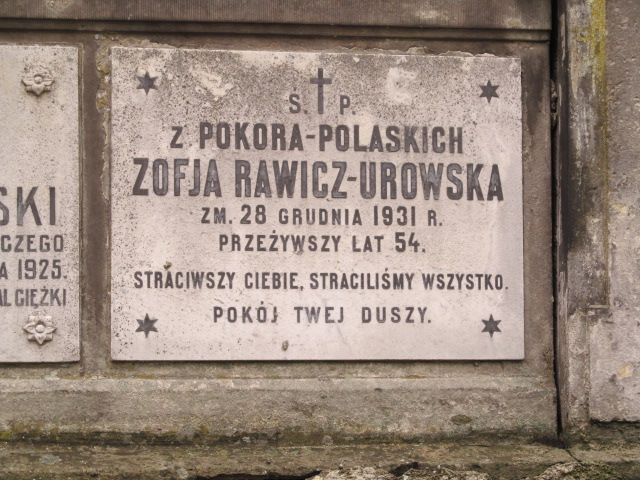 Ś. P.
Z POKORA-POLASKICH
ZOFJA RAWICZ-UROWSKA
ZM. 28 GRUDNIA 1931 R.
PRZEŻYWSZY LAT 54.
STRACIWSZY CIEBIE, STRACILIŚMY WSZYSTKO.
POKÓJ TWEJ DUSZY.
SKI
CZEGO
A 1925.
CIĘŻKI